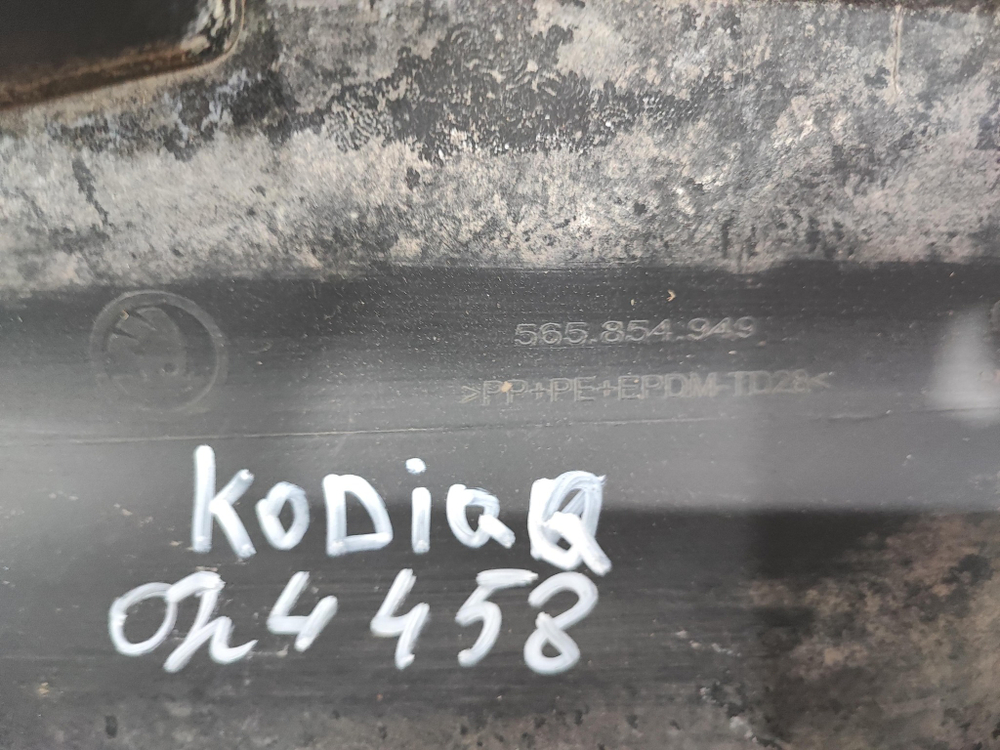 565.854.949
>PP+PE+EPDM-TD28<
KoDiaQ
Oh4458